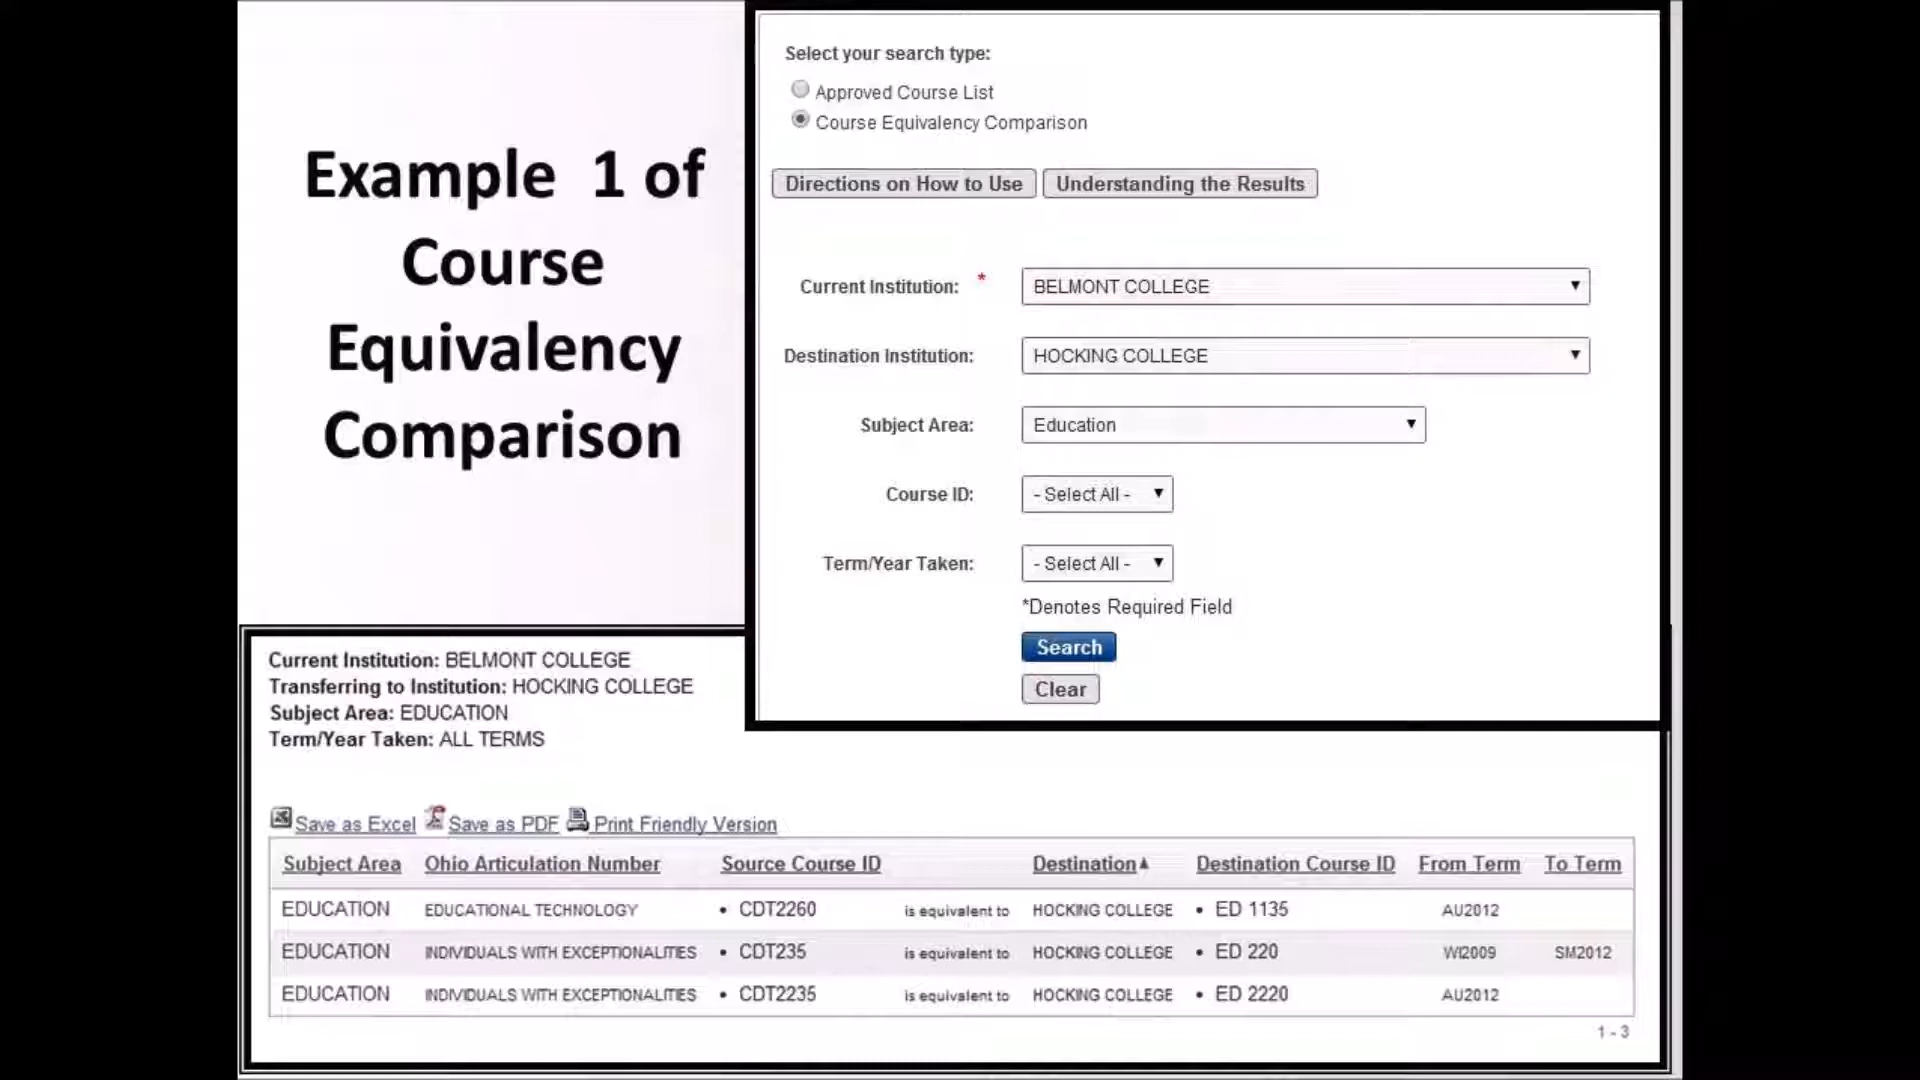 Example 1 of
Course
Equivalency
Comparison
Select your search type:
Approved Course List
Course Equivalency Comparison
Directions on How to Use Understanding the Results
Current Institution: * BELMONT COLLEGE
Destination Institution: HOCKING COLLEGE
Subject Area: Education
Course ID: - Select All -
Term/Year Taken: - Select All -
*Denotes Required Field
Search
Clear
Current Institution: BELMONT COLLEGE
Transferring to Institution: HOCKING COLLEGE
Subject Area: EDUCATION
Term/Year Taken: ALL TERMS
Save as Excel Save as PDF Print Friendly Version
Subject Area Ohio Articulation Number Source Course ID Destination▲ Destination Course ID From Term To Term
EDUCATION EDUCATIONAL TECHNOLOGY • CDT2260 is equivalent to HOCKING COLLEGE • ED 1135 AU2012
EDUCATION INDIVIDUALS WITH EXCEPTIONALITIES • CDT235 is equivalent to HOCKING COLLEGE • ED 220 WI2009 SM2012
EDUCATION INDIVIDUALS WITH EXCEPTIONALITIES • CDT2235 is equivalent to HOCKING COLLEGE • ED 2220 AU2012
1 - 3